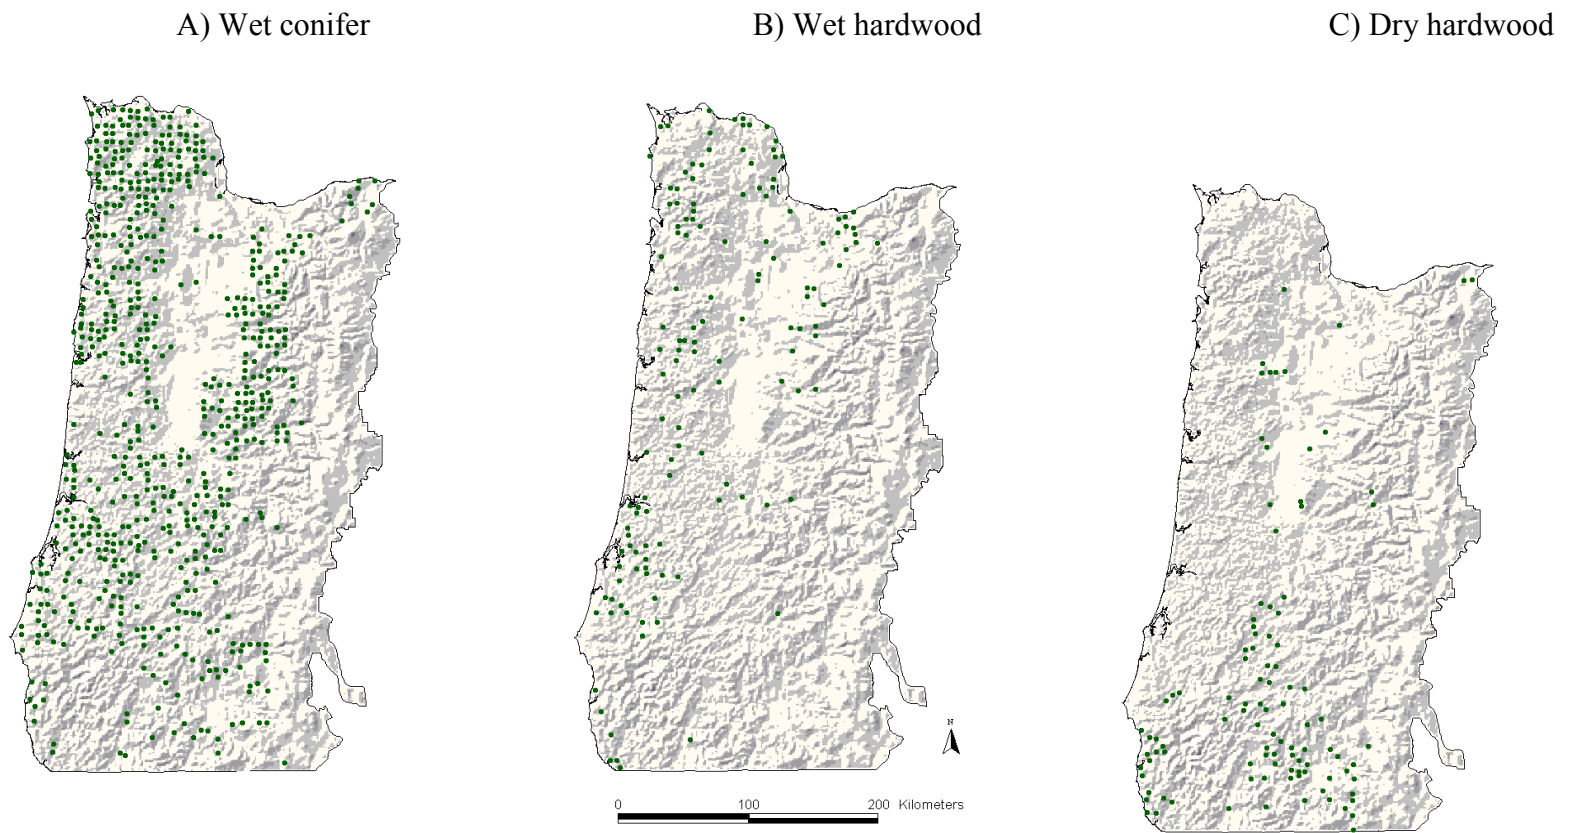 A) Wet conifer
B) Wet hardwood
C) Dry hardwood
N
0 100 200 Kilometers